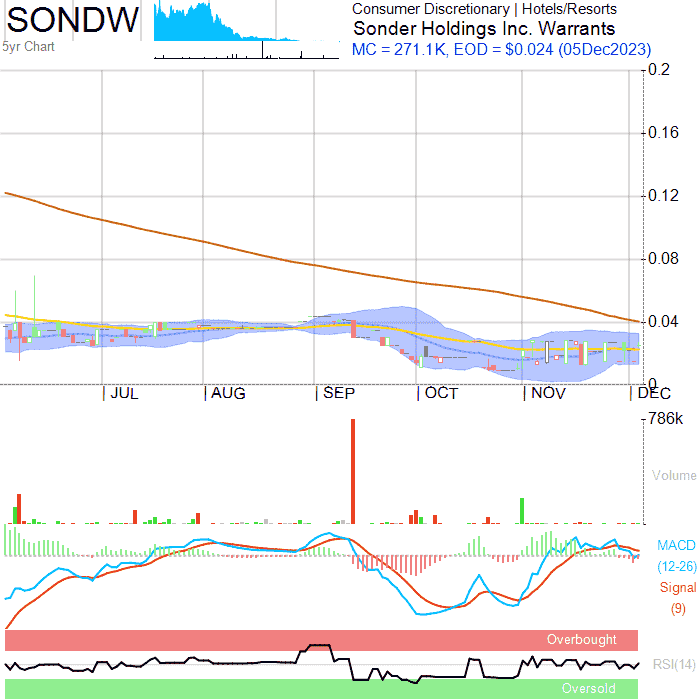 SONDW
5yr Chart
Consumer Discretionary | Hotels/Resorts
Sonder Holdings Inc. Warrants
MC = 271.1K, EOD = $0.024 (05Dec2023)
0.2
0.16
0.12
0.08
0.04
0
JUL AUG SEP OCT NOV DEC
786k
Volume
MACD
(12-26)
Signal
(9)
Overbought
RSI(14)
Oversold